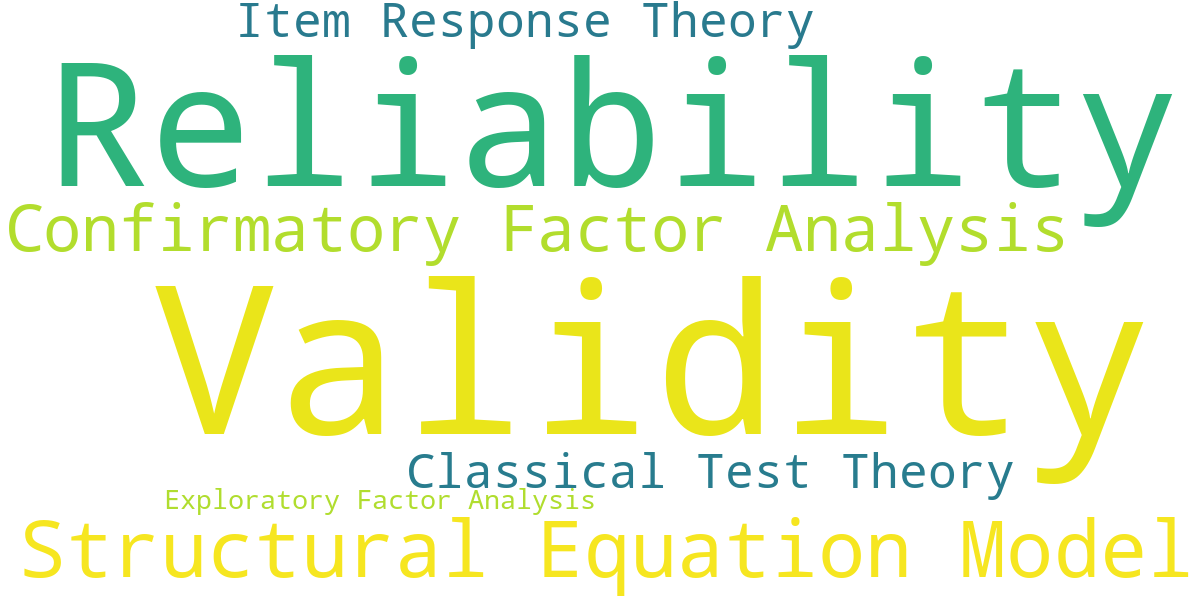 Item Response Theory
Reliability
Confirmatory Factor Analysis
Validity
Classical Test Theory
Exploratory Factor Analysis
Structural Equation Model